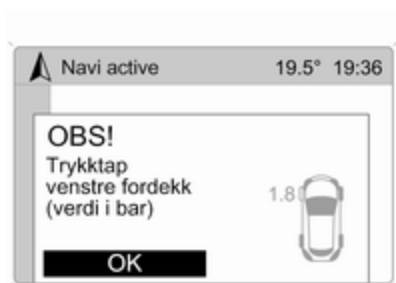 Navi active 19.5° 19:36
OBS!
Trykktap
venstre fordekk
(verdi i bar)
1.8
OK